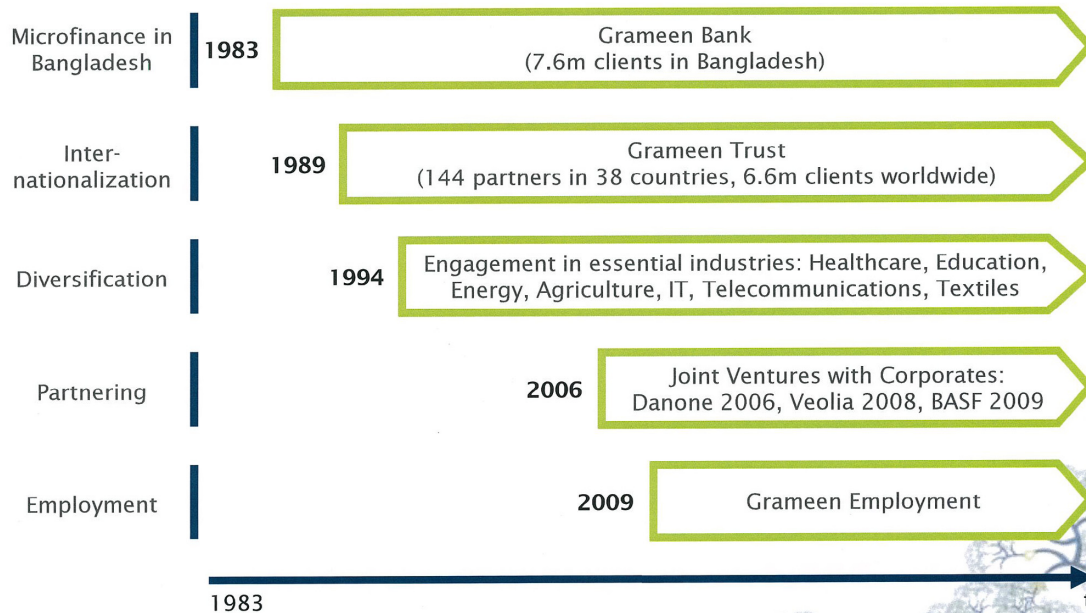 Microfinance in
Bangladesh
1983
Grameen Bank
(7.6m clients in Bangladesh)
Inter-
nationalization
1989
Grameen Trust
(144 partners in 38 countries, 6.6m clients worldwide)
Diversification
1994
Engagement in essential industries: Healthcare, Education,
Energy, Agriculture, IT, Telecommunications, Textiles
Partnering
2006
Joint Ventures with Corporates:
Danone 2006, Veolia 2008, BASF 2009
Employment
2009
Grameen Employment
1983